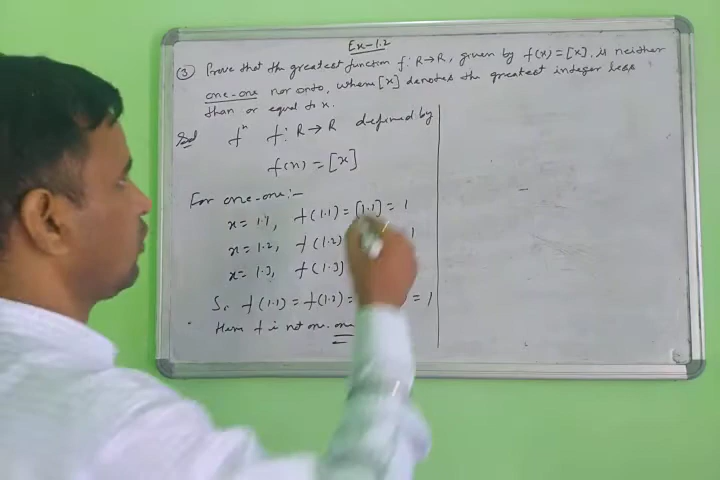 Ex-1.2
③ Prove that the greatest function f: R→R, given by f(x) = [x], is neither
one-one nor onto, where [x] denotes the greatest integer less
than or equal to x.
Sol fⁿ f: R→R defined by
f(x) = [x]
For one-one:-
x = 1.1, f(1.1) = [1.1] = 1
x = 1.2, f(1.2) 1
x = 1.3, f(1.3)
So f(1.1) = f(1.2) = = 1
Hence f is not one-one